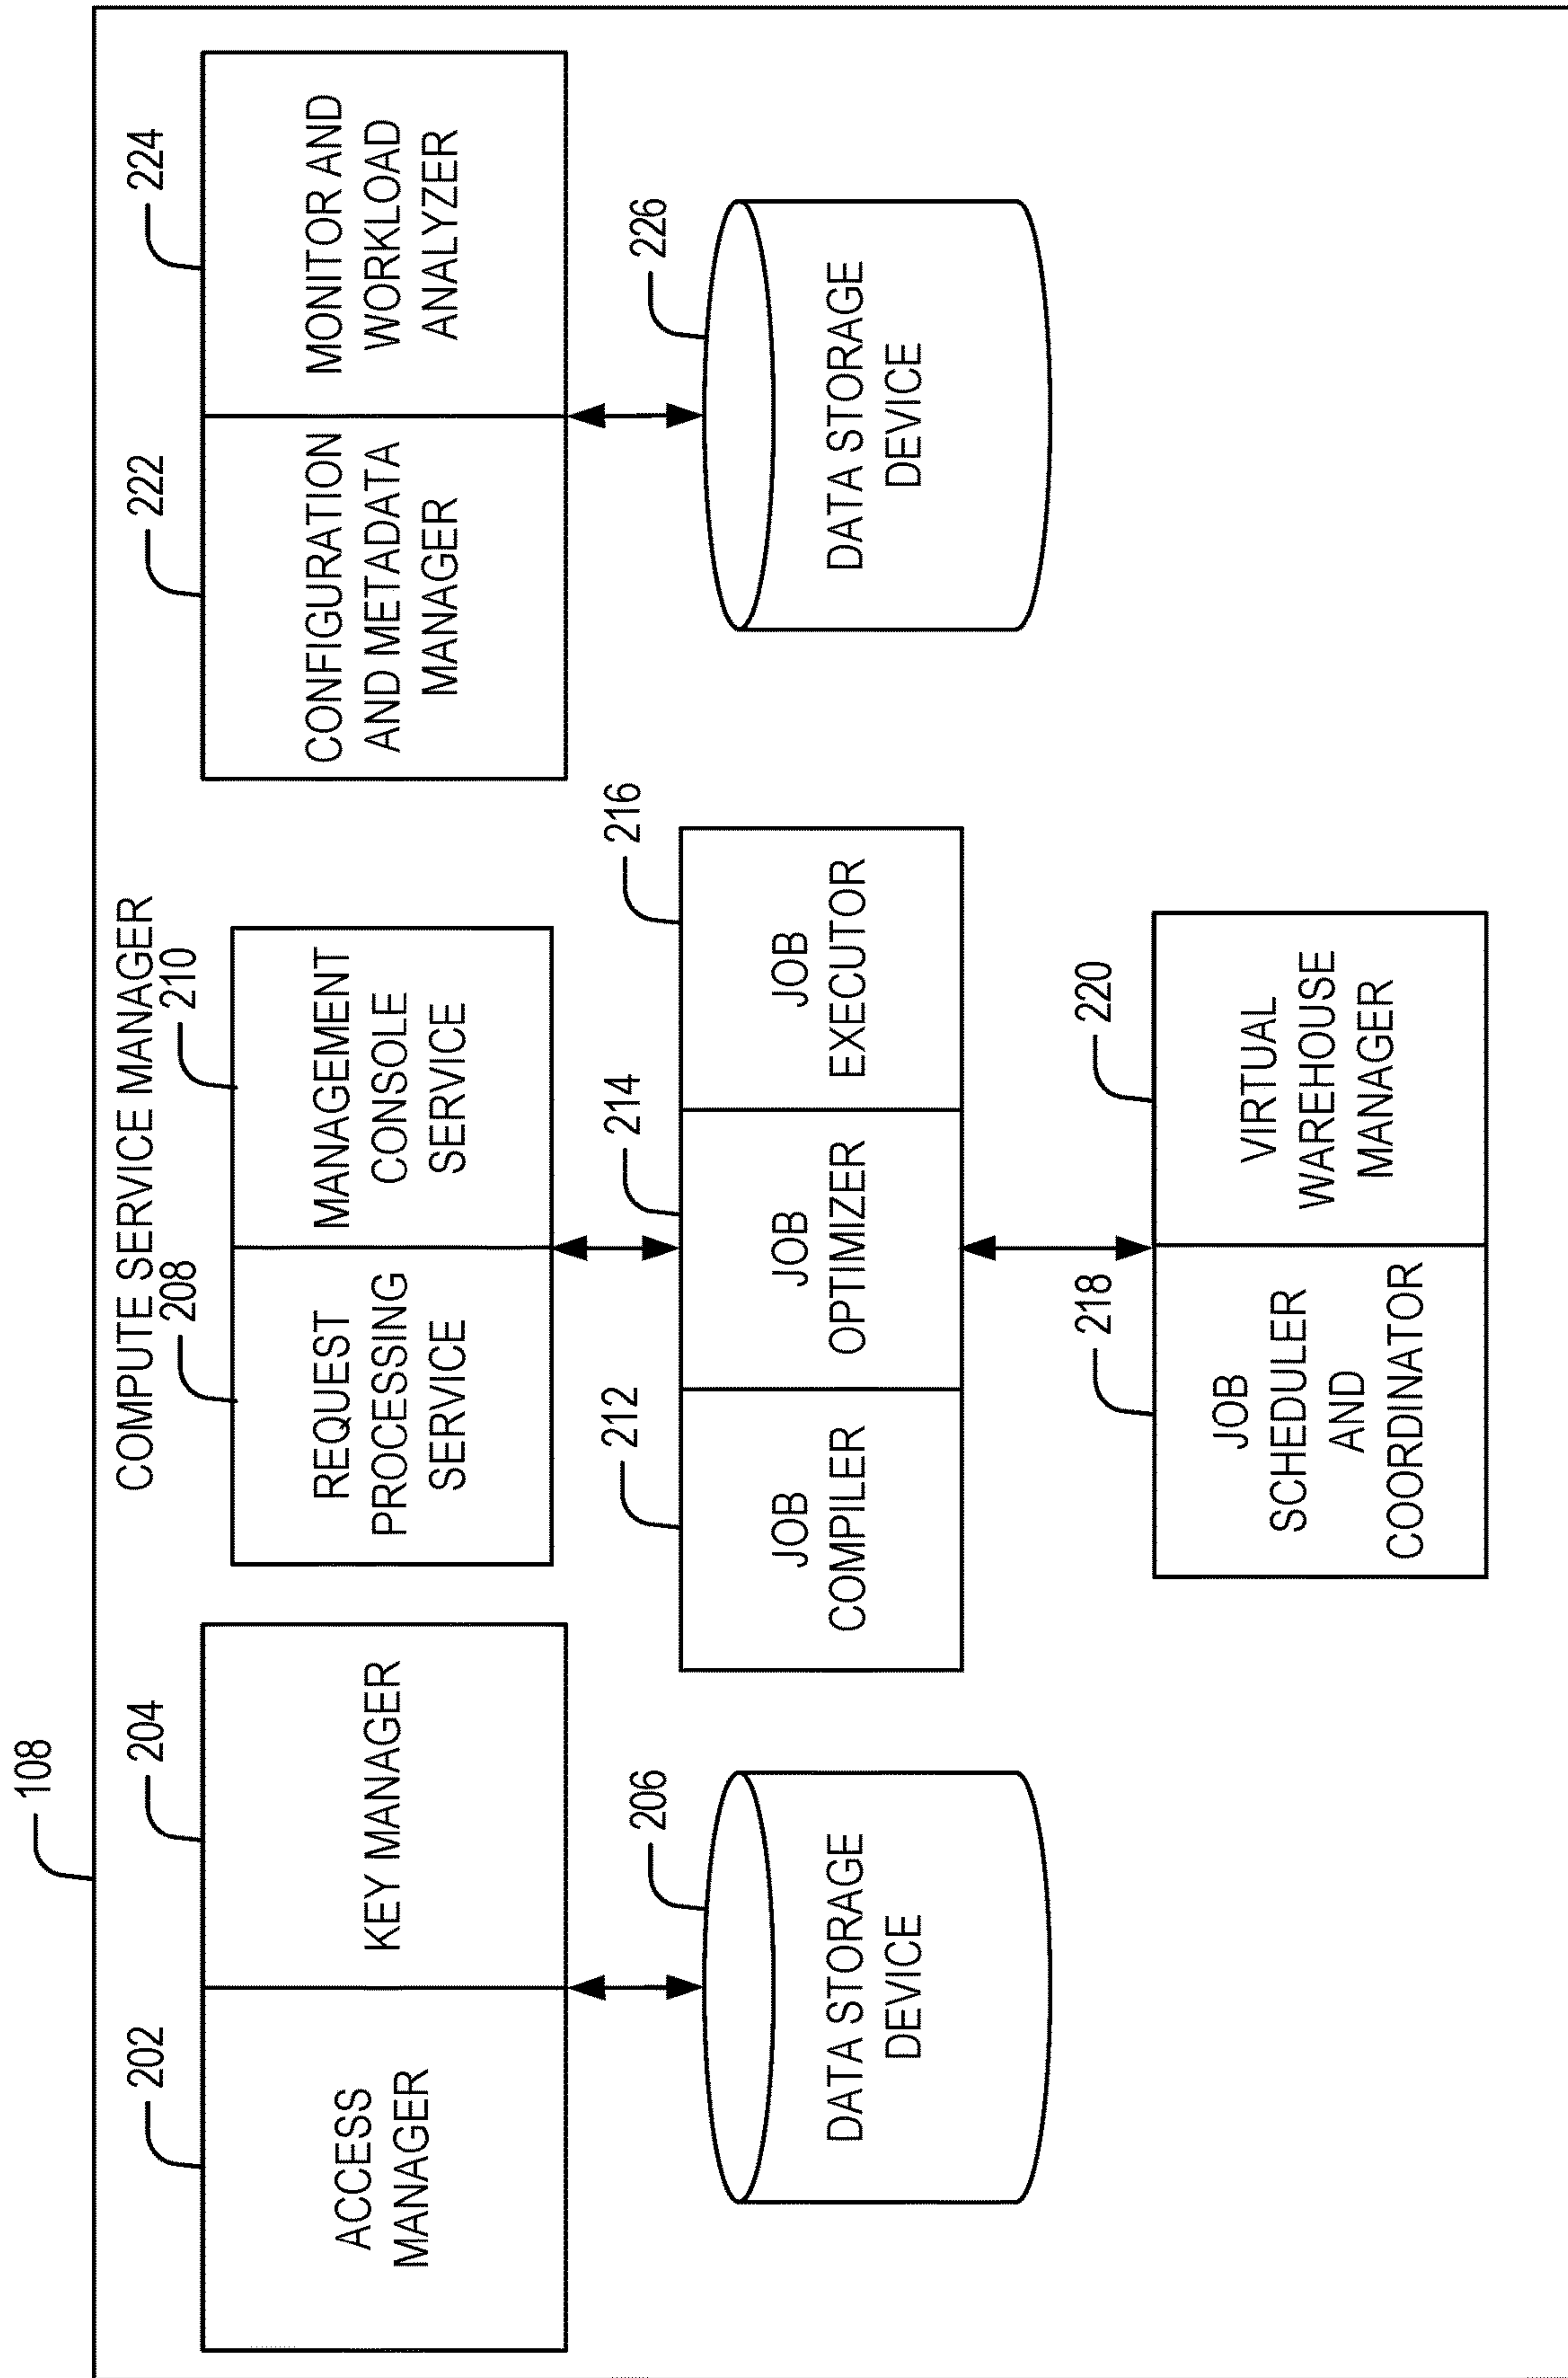 108
COMPUTE SERVICE MANAGER
202
204
ACCESS
MANAGER
KEY MANAGER
206
DATA STORAGE
DEVICE
208
210
REQUEST
PROCESSING
SERVICE
MANAGEMENT
CONSOLE
SERVICE
212
214
216
JOB
COMPILER
JOB
OPTIMIZER
JOB
EXECUTOR
218
220
JOB
SCHEDULER
AND
COORDINATOR
VIRTUAL
WAREHOUSE
MANAGER
222
224
CONFIGURATION
AND METADATA
MANAGER
MONITOR AND
WORKLOAD
ANALYZER
226
DATA STORAGE
DEVICE